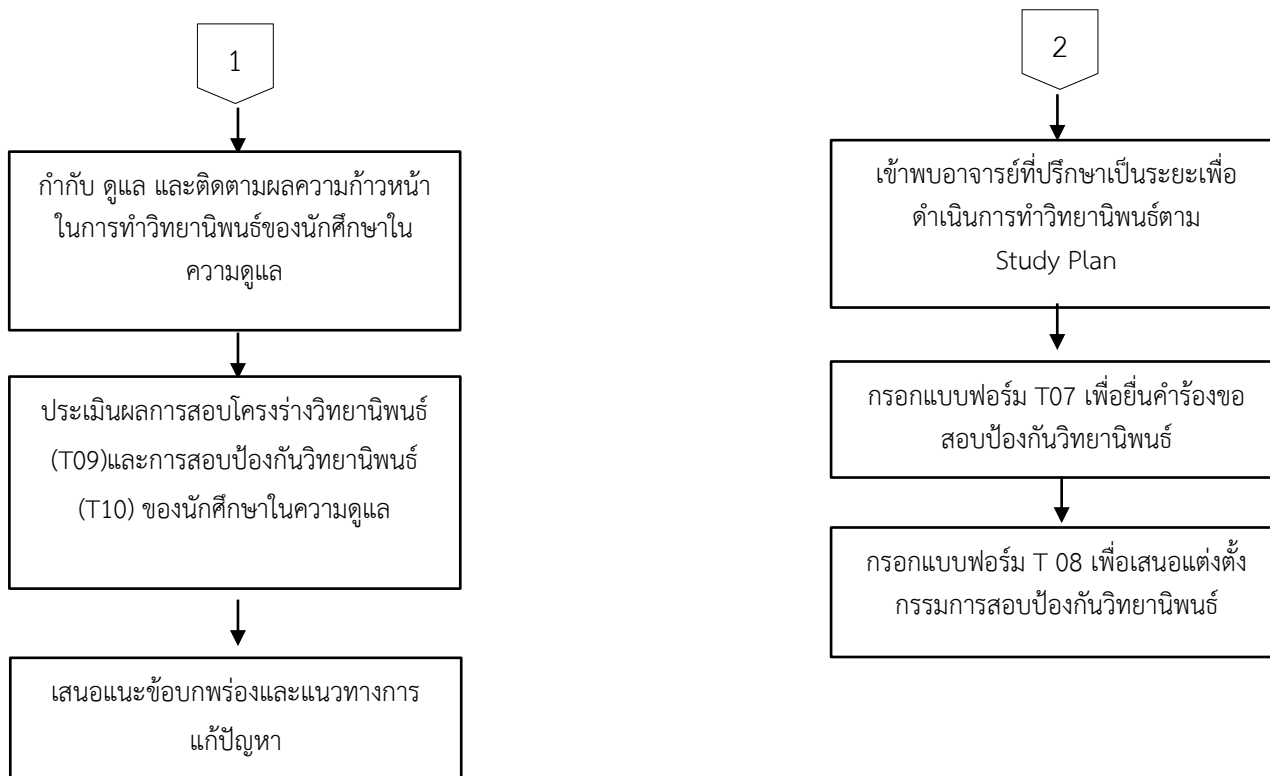 1
กำกับ ดูแล และติดตามผลความก้าวหน้า
ในการทำวิทยานิพนธ์ของนักศึกษาใน
ความดูแล
ประเมินผลการสอบโครงร่างวิทยานิพนธ์
(T09)และการสอบป้องกันวิทยานิพนธ์
(T10) ของนักศึกษาในความดูแล
เสนอแนะข้อบกพร่องและแนวทางการ
แก้ปัญหา
2
เข้าพบอาจารย์ที่ปรึกษาเป็นระยะเพื่อ
ดำเนินการทำวิทยานิพนธ์ตาม
Study Plan
กรอกแบบฟอร์ม T07 เพื่อยื่นคำร้องขอ
สอบป้องกันวิทยานิพนธ์
กรอกแบบฟอร์ม T 08 เพื่อเสนอแต่งตั้ง
กรรมการสอบป้องกันวิทยานิพนธ์